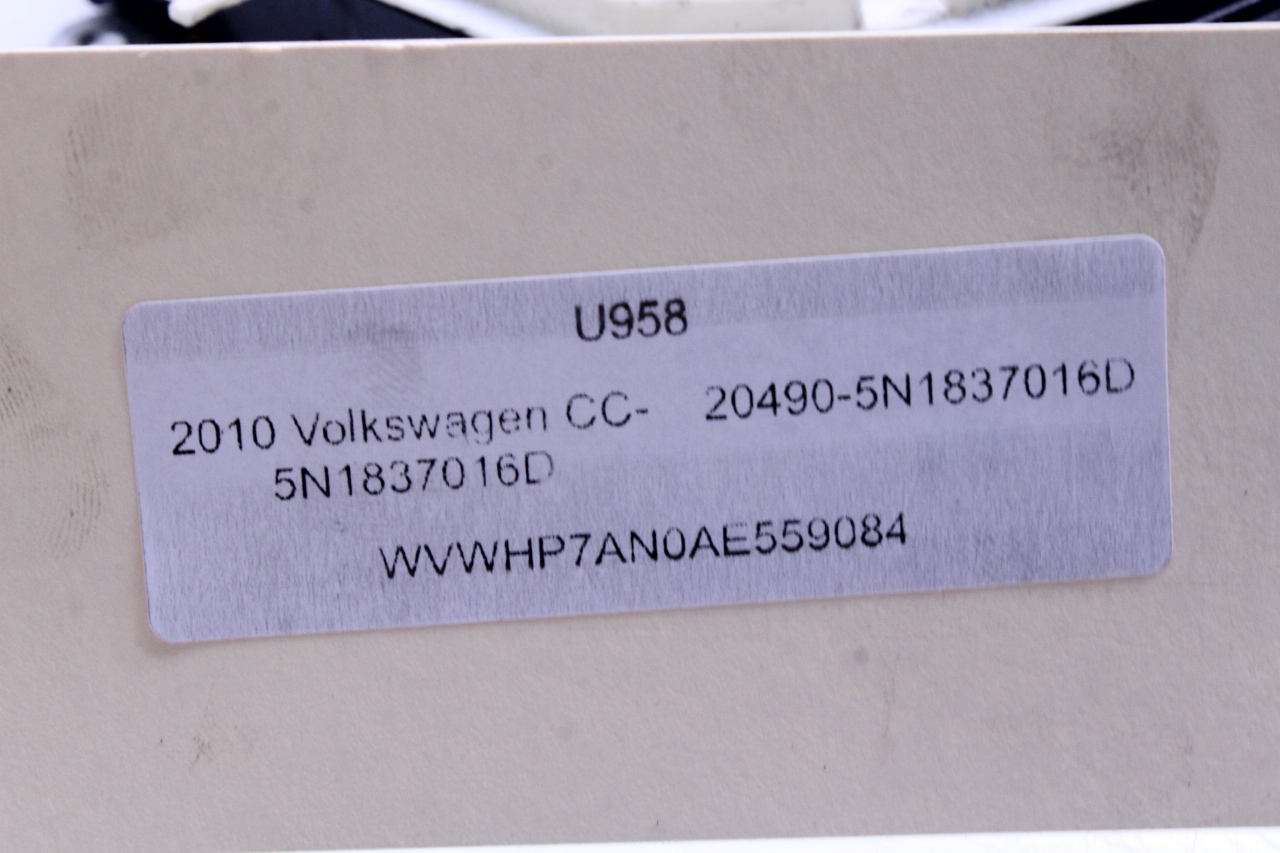 U958
2010 Volkswagen CC- 20490-5N1837016D
5N1837016D
WVWHP7AN0AE559084